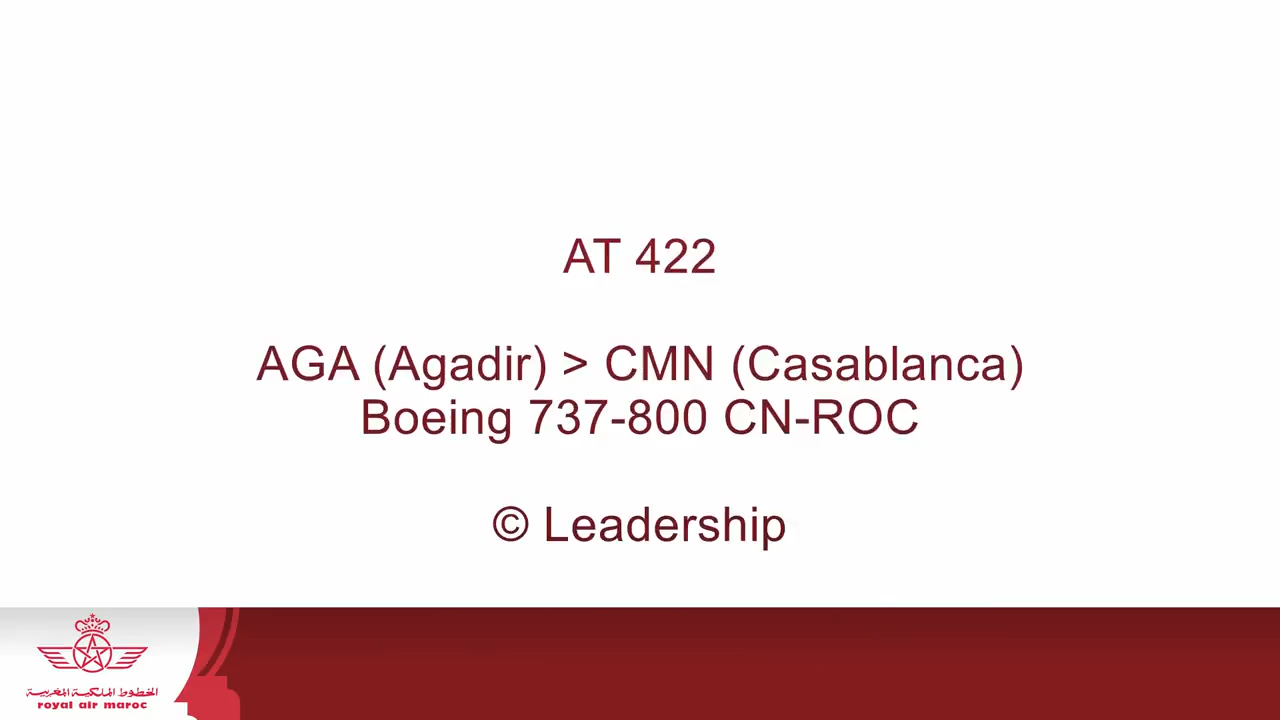 AT 422
AGA (Agadir) > CMN (Casablanca)
Boeing 737-800 CN-ROC
© Leadership
الخطوط الملكية المغربية
royal air maroc